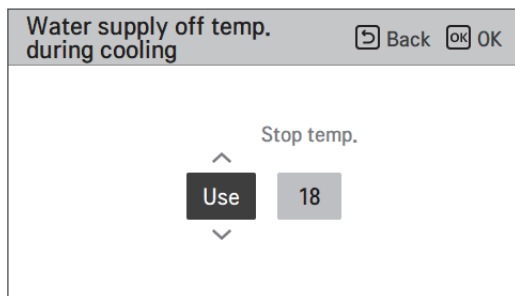 Water supply off temp.
during cooling
Back OK OK
Stop temp.
Use 18